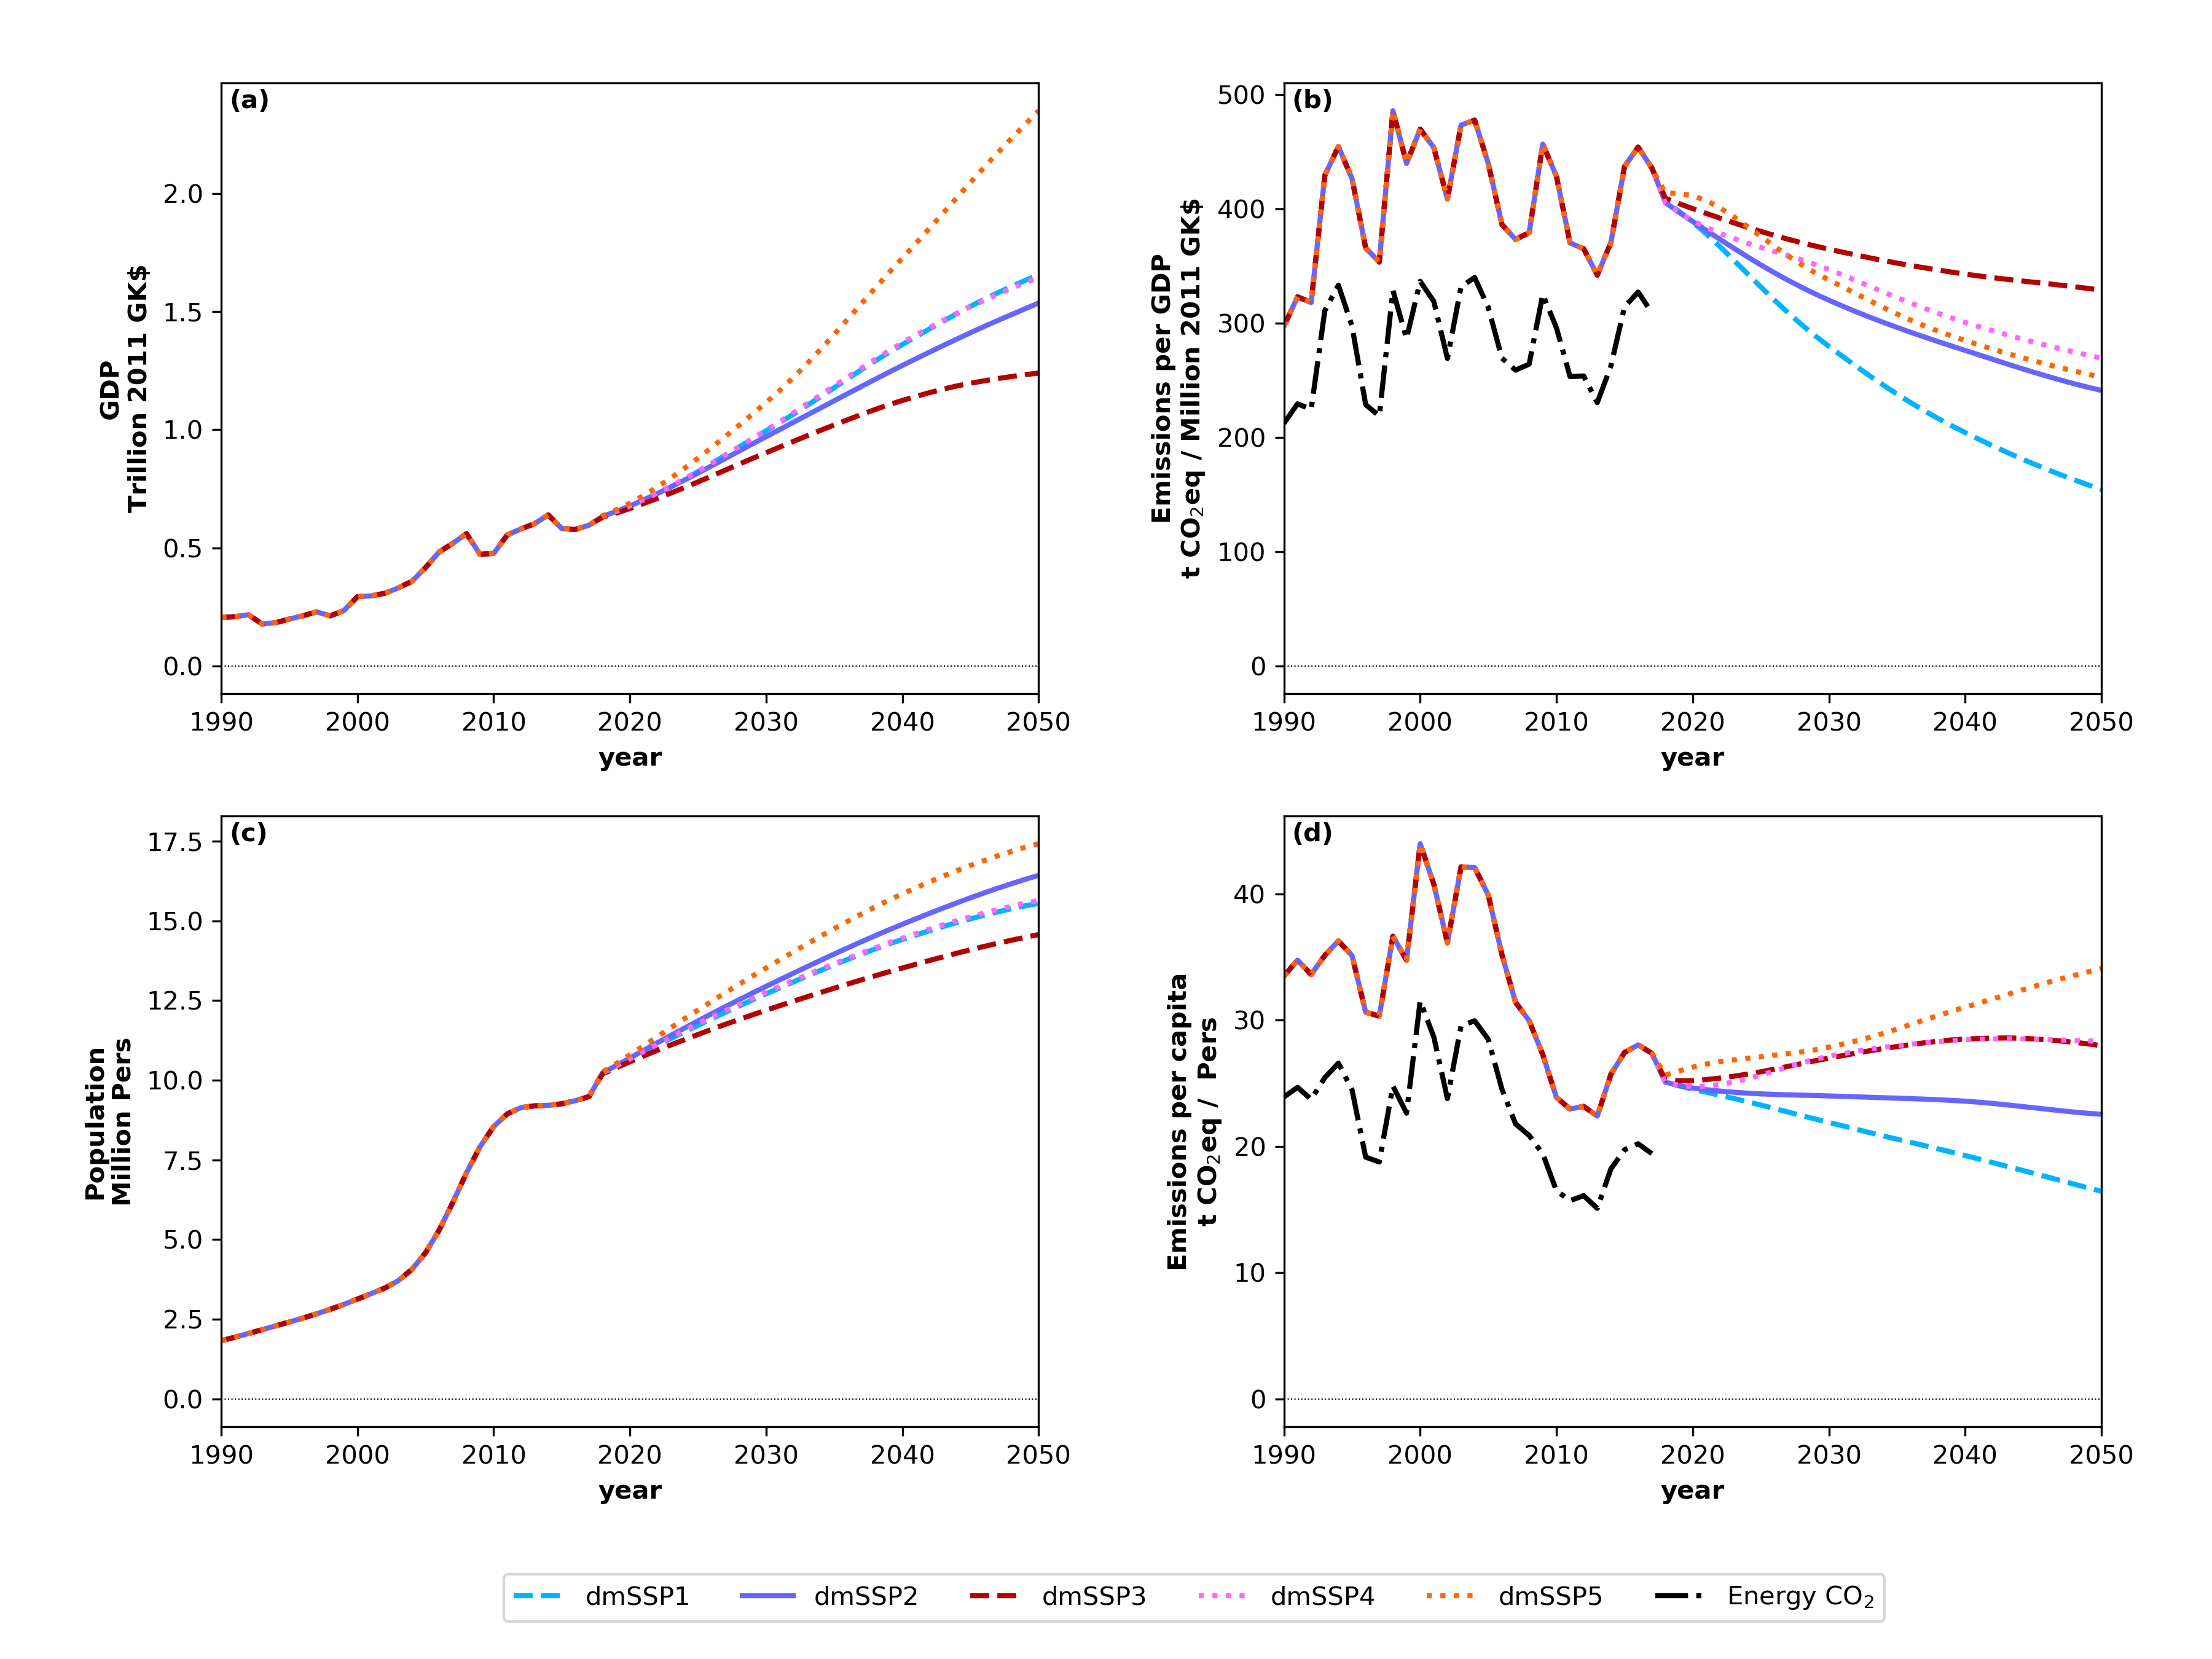 (a)
GDP
Trillion 2011 GK$
2.0
1.5
1.0
0.5
0.0
1990 2000 2010 2020 2030 2040 2050
year
(b)
Emissions per GDP
t CO₂eq / Million 2011 GK$
500
400
300
200
100
0
1990 2000 2010 2020 2030 2040 2050
year
(c)
Population
Million Pers
17.5
15.0
12.5
10.0
7.5
5.0
2.5
0.0
1990 2000 2010 2020 2030 2040 2050
year
(d)
Emissions per capita
t CO₂eq / Pers
40
30
20
10
0
1990 2000 2010 2020 2030 2040 2050
year
dmSSP1 dmSSP2 dmSSP3 dmSSP4 dmSSP5 Energy CO₂